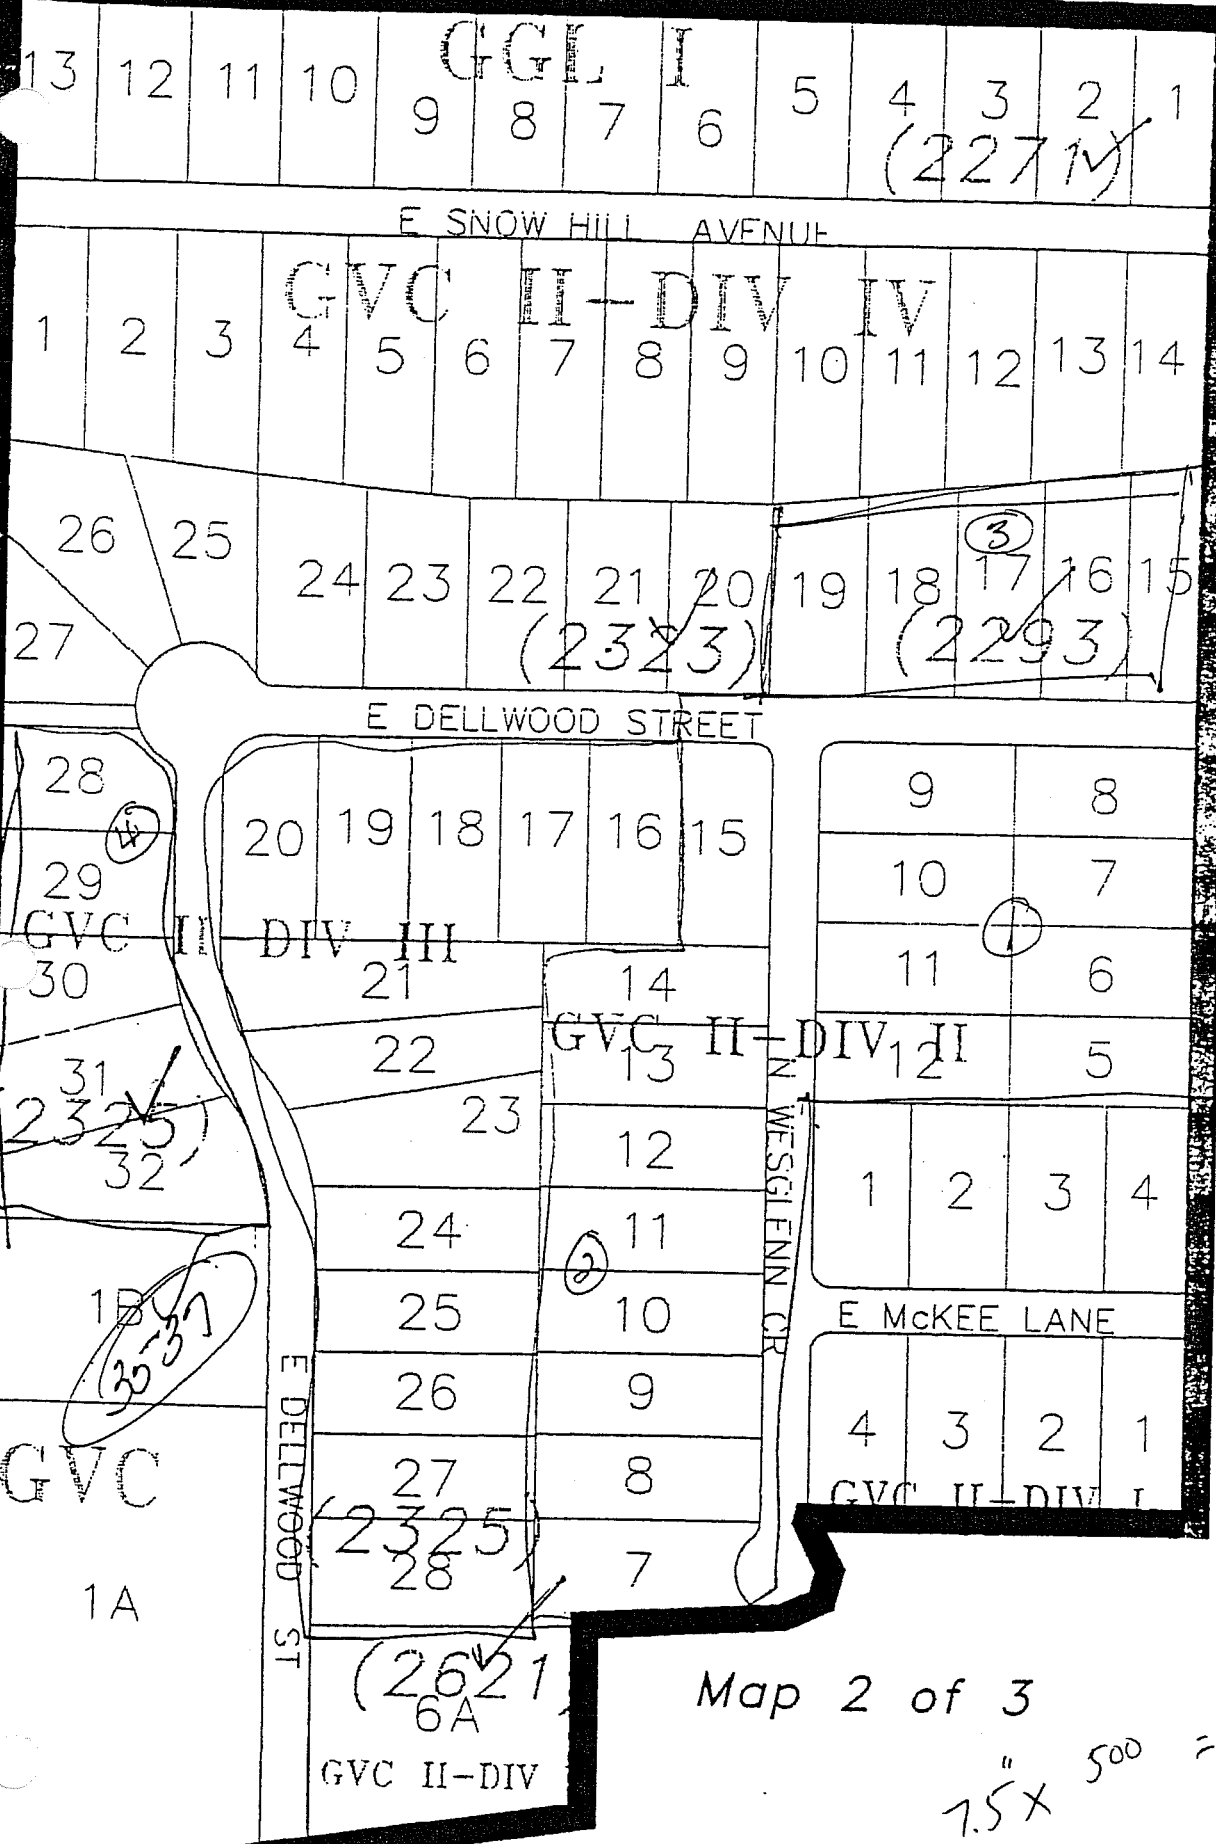 GGL I
13 12 11 10 9 8 7 6 5 4 3 2 1
(2271)
E SNOW HILL AVENUE
GVC II-DIV IV
1 2 3 4 5 6 7 8 9 10 11 12 13 14
3
26 25 24 23 22 21 20 19 18 17 16 15
(2323) (2293)
27
E DELLWOOD STREET
28 9 8
4
20 19 18 17 16 15
29 10 7
1
GVC II DIV III
30 21 14 11 6
GVC II-DIV II
22 13 12 5
31
2325)
23 12
32
N WESGLENN CR
1 2 3 4
24 11
2
1B 25 10
E McKEE LANE
3537
26 9
4 3 2 1
GVC
27 8
GVC II-DIV I
(2325)
28 7
1A
E DELLWOOD ST
(2621
6A
Map 2 of 3
GVC II-DIV
7.5" x 500 =